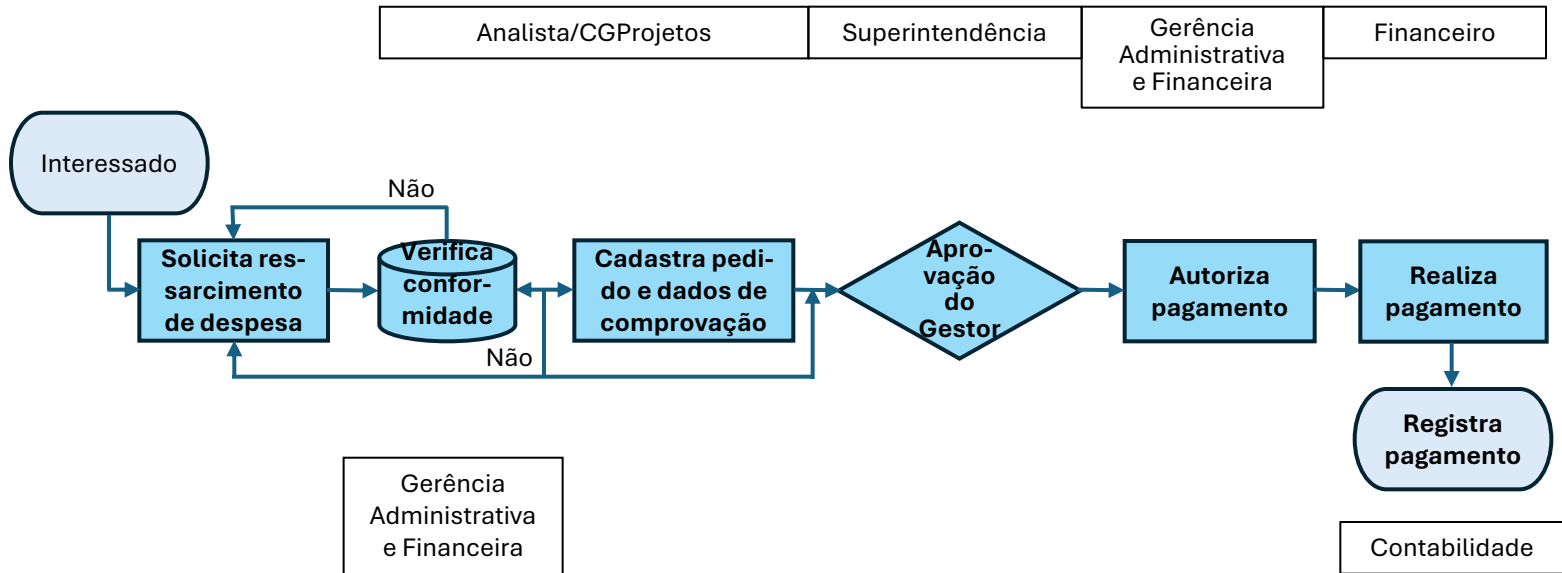 Analista/CGProjetos
Superintendência
Gerência
Administrativa
e Financeira
Financeiro
Interessado
Não
Solicita res-
sarcimento
de despesa
Verifica
confor-
midade
Cadastra pedi-
do e dados de
comprovação
Apro-
vação
do
Gestor
Autoriza
pagamento
Realiza
pagamento
Não
Registra
pagamento
Gerência
Administrativa
e Financeira
Contabilidade